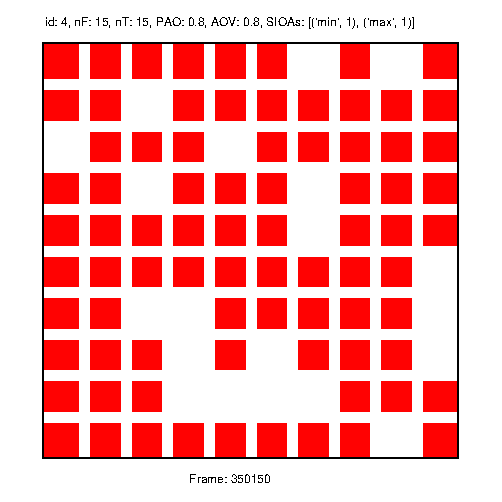 id: 4, nF: 15, nT: 15, PAO: 0.8, AOV: 0.8, SIOAs: [('min', 1), ('max', 1)]
Frame: 350150